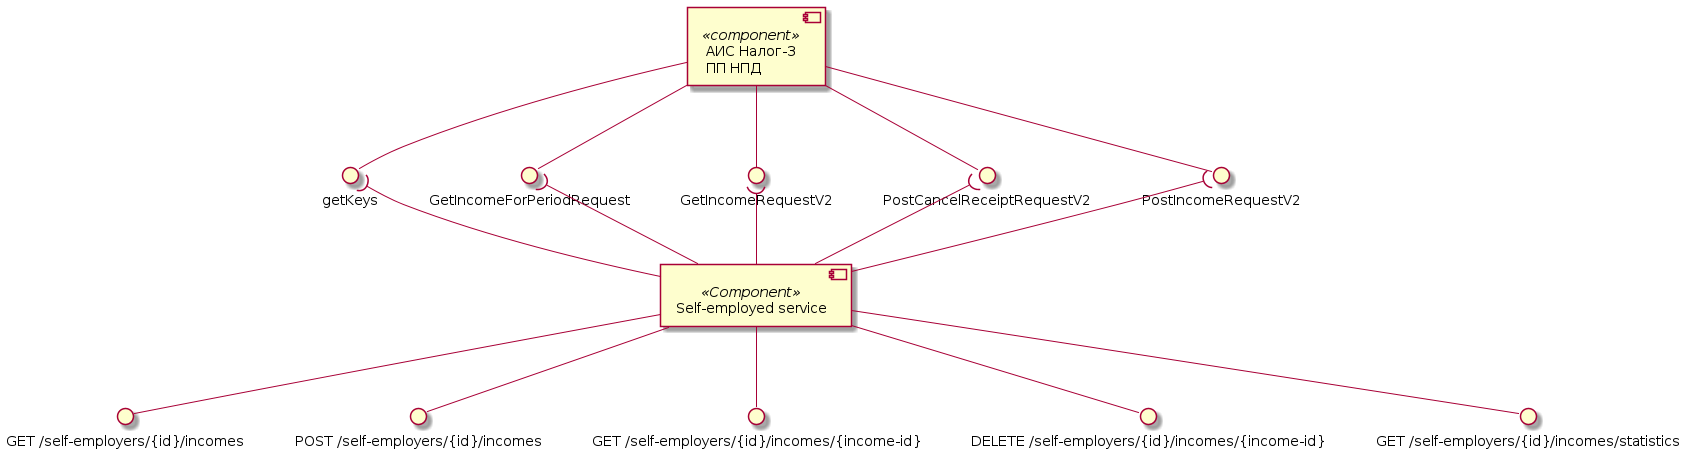 «component»
АИС Налог-3
ПП НПД
getKeys
GetIncomeForPeriodRequest
GetIncomeRequestV2
PostCancelReceiptRequestV2
PostIncomeRequestV2
«Component»
Self-employed service
GET /self-employers/{id}/incomes
POST /self-employers/{id}/incomes
GET /self-employers/{id}/incomes/{income-id}
DELETE /self-employers/{id}/incomes/{income-id}
GET /self-employers/{id}/incomes/statistics